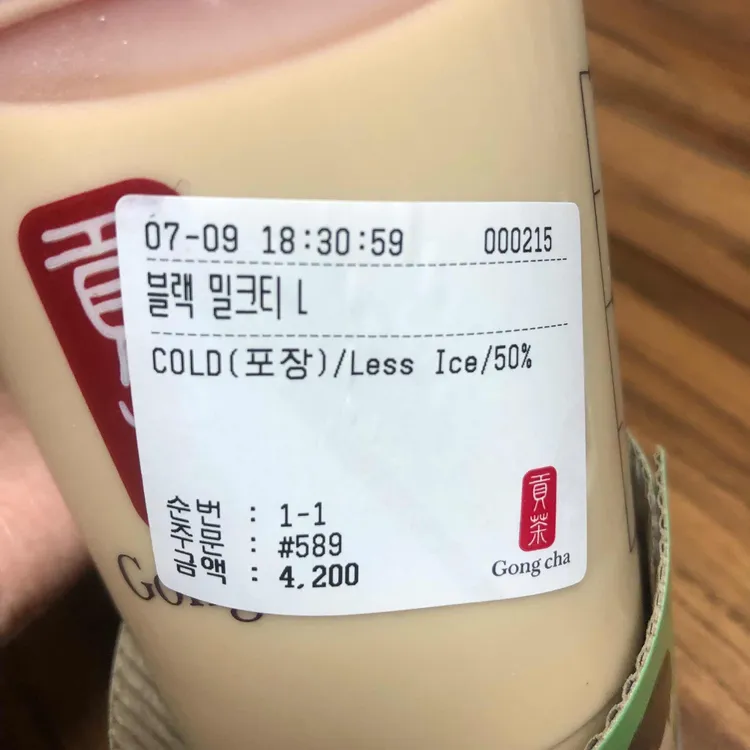 07-09 18:30:59 000215
블랙 밀크티 L
COLD(포장)/Less Ice/50%
순번 : 1-1
주문 : #589
금액 : 4,200
貢茶
Gong cha
貢